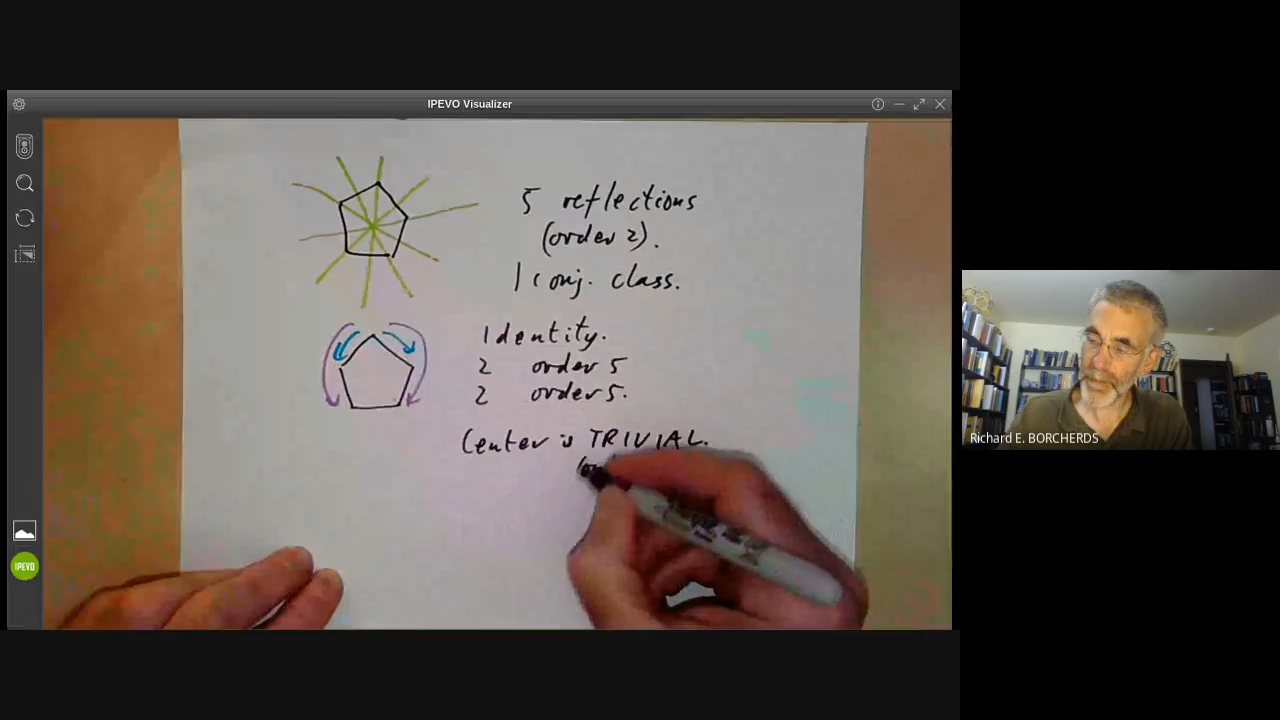 IPEVO Visualizer
5 reflections
(order 2).
1 conj. class.
Identity.
2 order 5
2 order 5.
Center is TRIVIAL.
IPEVO
Richard E. BORCHERDS